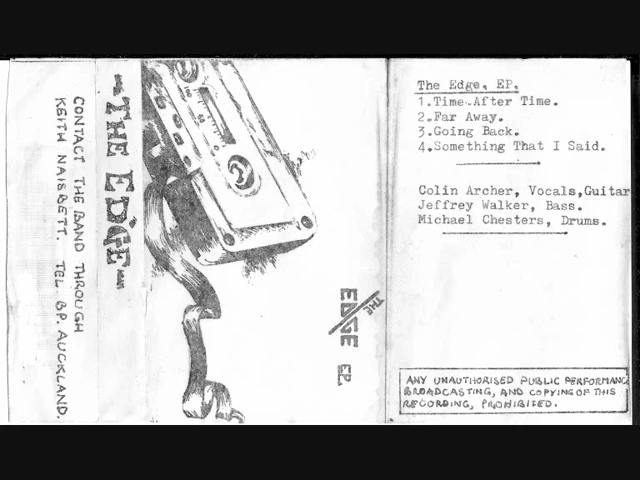 CONTACT THE BAND THROUGH
KEITH NAISBETT. TEL BP. AUCKLAND.
THE EDGE
THE
EDGE EP.
The Edge, EP.
1.Time After Time.
2.Far Away.
3.Going Back.
4.Something That I Said.
Colin Archer, Vocals,Guitar
Jeffrey Walker, Bass.
Michael Chesters, Drums.
ANY UNAUTHORISED PUBLIC PERFORMANC
BROADCASTING, AND COPYING OF THIS
RECORDING, PROHIBITED.